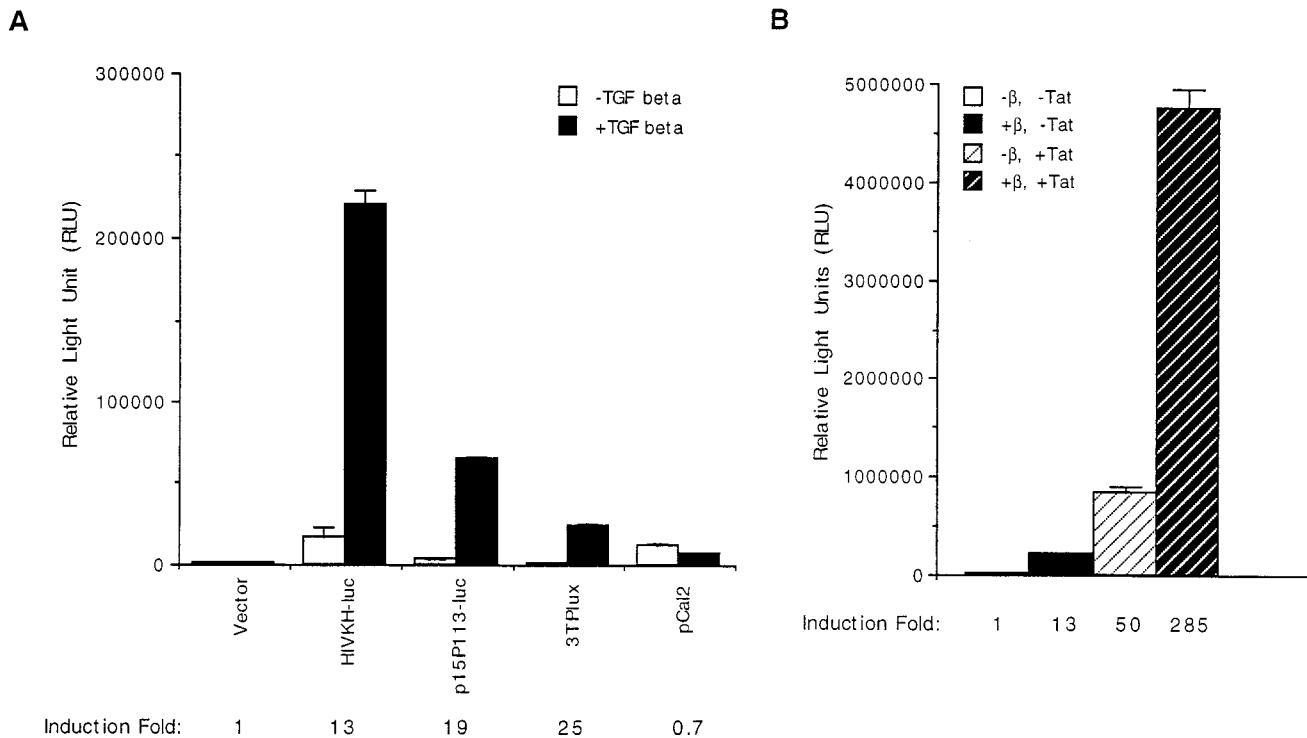 A
300000
200000
100000
0
Relative Light Unit (RLU)
-TGF beta
+TGF beta
Vector
HIVKH-luc
p15P113-luc
3TPlux
pCal2
Induction Fold: 1 13 19 25 0.7
B
5000000
4000000
3000000
2000000
1000000
0
Relative Light Units (RLU)
-β, -Tat
+β, -Tat
-β, +Tat
+β, +Tat
Induction Fold: 1 13 50 285